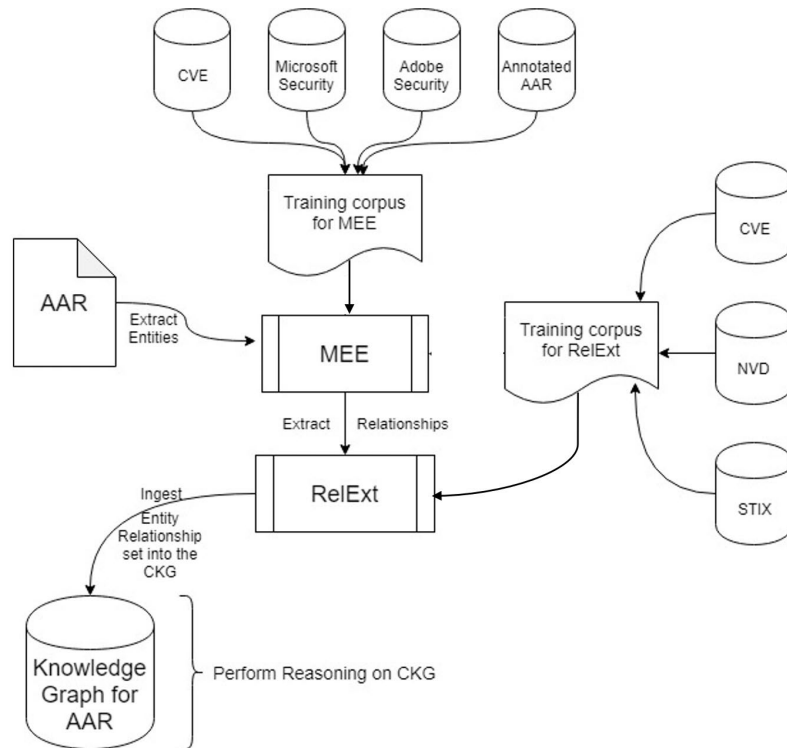 CVE
Microsoft
Security
Adobe
Security
Annotated
AAR
Training corpus
for MEE
CVE
AAR
Extract
Entities
MEE
Training corpus
for RelExt
NVD
Extract Relationships
RelExt
STIX
Ingest
Entity
Relationship
set into the
CKG
Knowledge
Graph for
AAR
Perform Reasoning on CKG